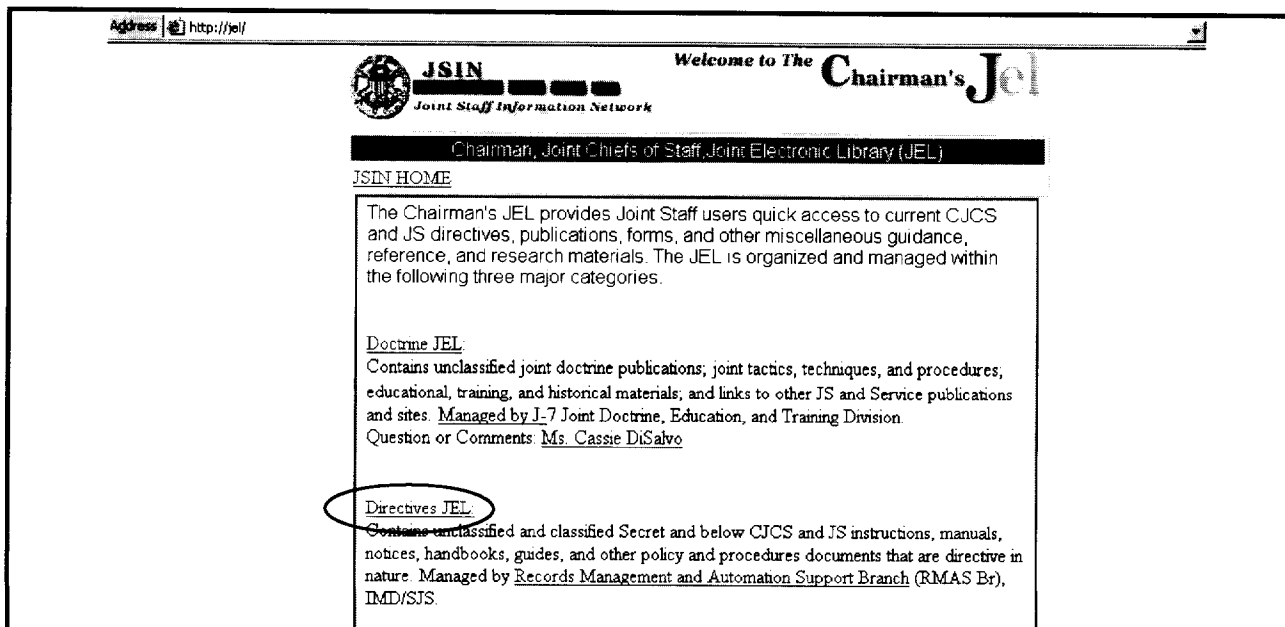 Address http://jel/
JSIN
Joint Staff Information Network
Welcome to The Chairman's Jel
Chairman, Joint Chiefs of Staff,Joint Electronic Library (JEL)
JSIN HOME
The Chairman's JEL provides Joint Staff users quick access to current CJCS
and JS directives, publications, forms, and other miscellaneous guidance,
reference, and research materials. The JEL is organized and managed within
the following three major categories.
Doctrine JEL:
Contains unclassified joint doctrine publications; joint tactics, techniques, and procedures;
educational, training, and historical materials; and links to other JS and Service publications
and sites. Managed by J-7 Joint Doctrine, Education, and Training Division.
Question or Comments: Ms. Cassie DiSalvo
Directives JEL:
Contains unclassified and classified Secret and below CJCS and JS instructions, manuals,
notices, handbooks, guides, and other policy and procedures documents that are directive in
nature. Managed by Records Management and Automation Support Branch (RMAS Br),
IMD/SJS.